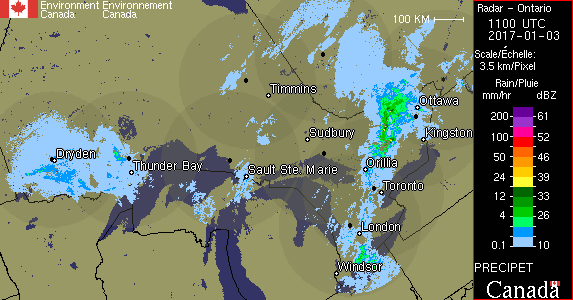 Environment Environnement
Canada Canada
100 KM
Timmins
Ottawa
Sudbury
Kingston
Dryden
Thunder Bay
Sault Ste. Marie
Orillia
Toronto
London
Windsor
Radar - Ontario
1100 UTC
2017-01-03
Scale/Échelle:
3.5 km/Pixel
Rain/Pluie
mm/hr dBZ
200 61
100 52
50 46
24 39
12 33
4 26
0.1 10
PRECIPET
Canada